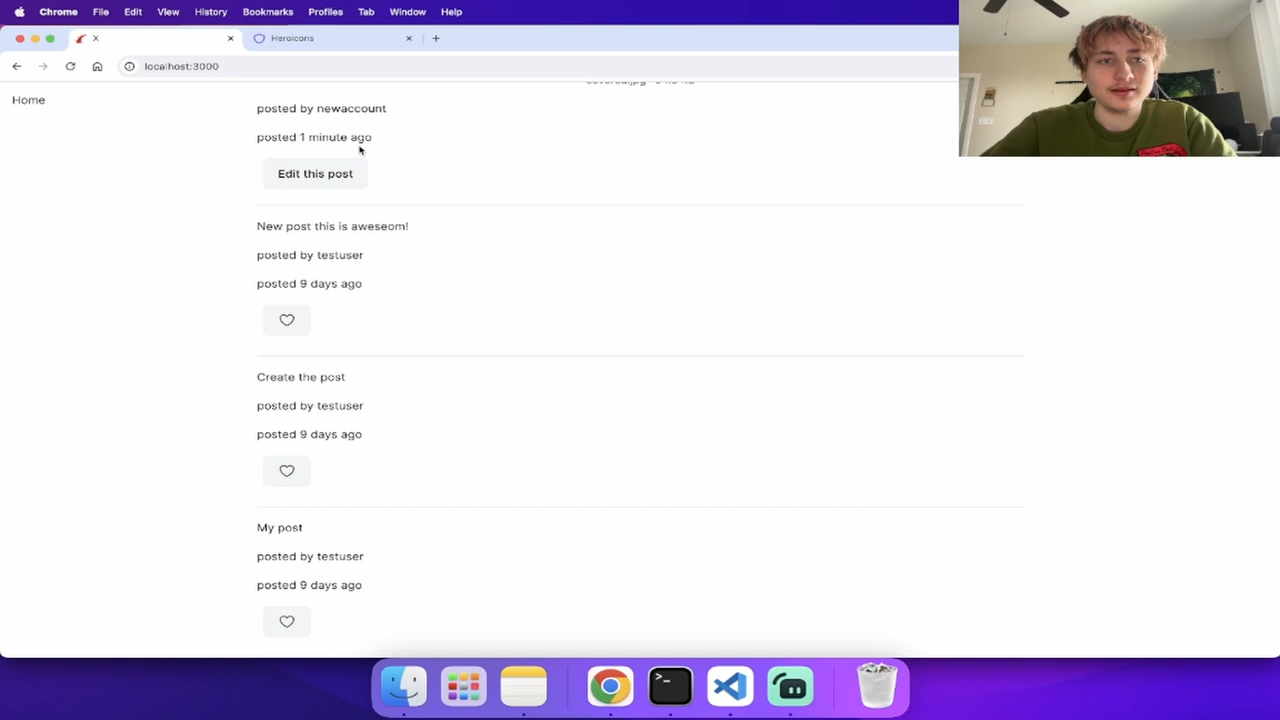 Chrome File Edit View History Bookmarks Profiles Tab Window Help
Heroicons
localhost:3000
Home
posted by newaccount
posted 1 minute ago
Edit this post
New post this is aweseom!
posted by testuser
posted 9 days ago
Create the post
posted by testuser
posted 9 days ago
My post
posted by testuser
posted 9 days ago